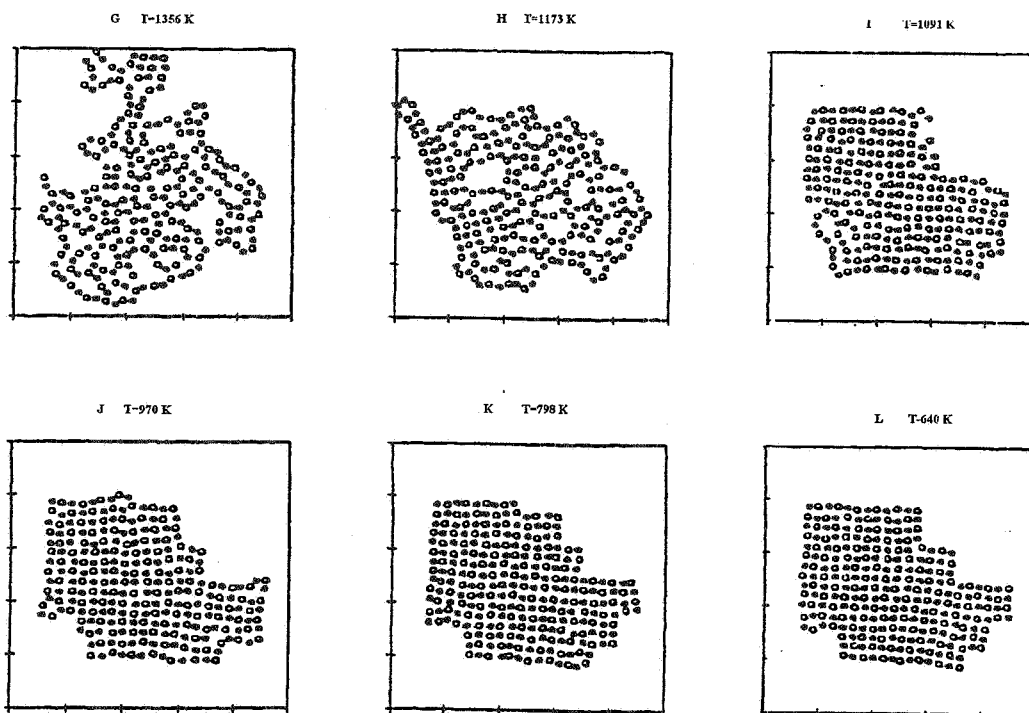 G T=1356 K
H T=1173 K
I T=1091 K
J T=970 K
K T=798 K
L T-640 K